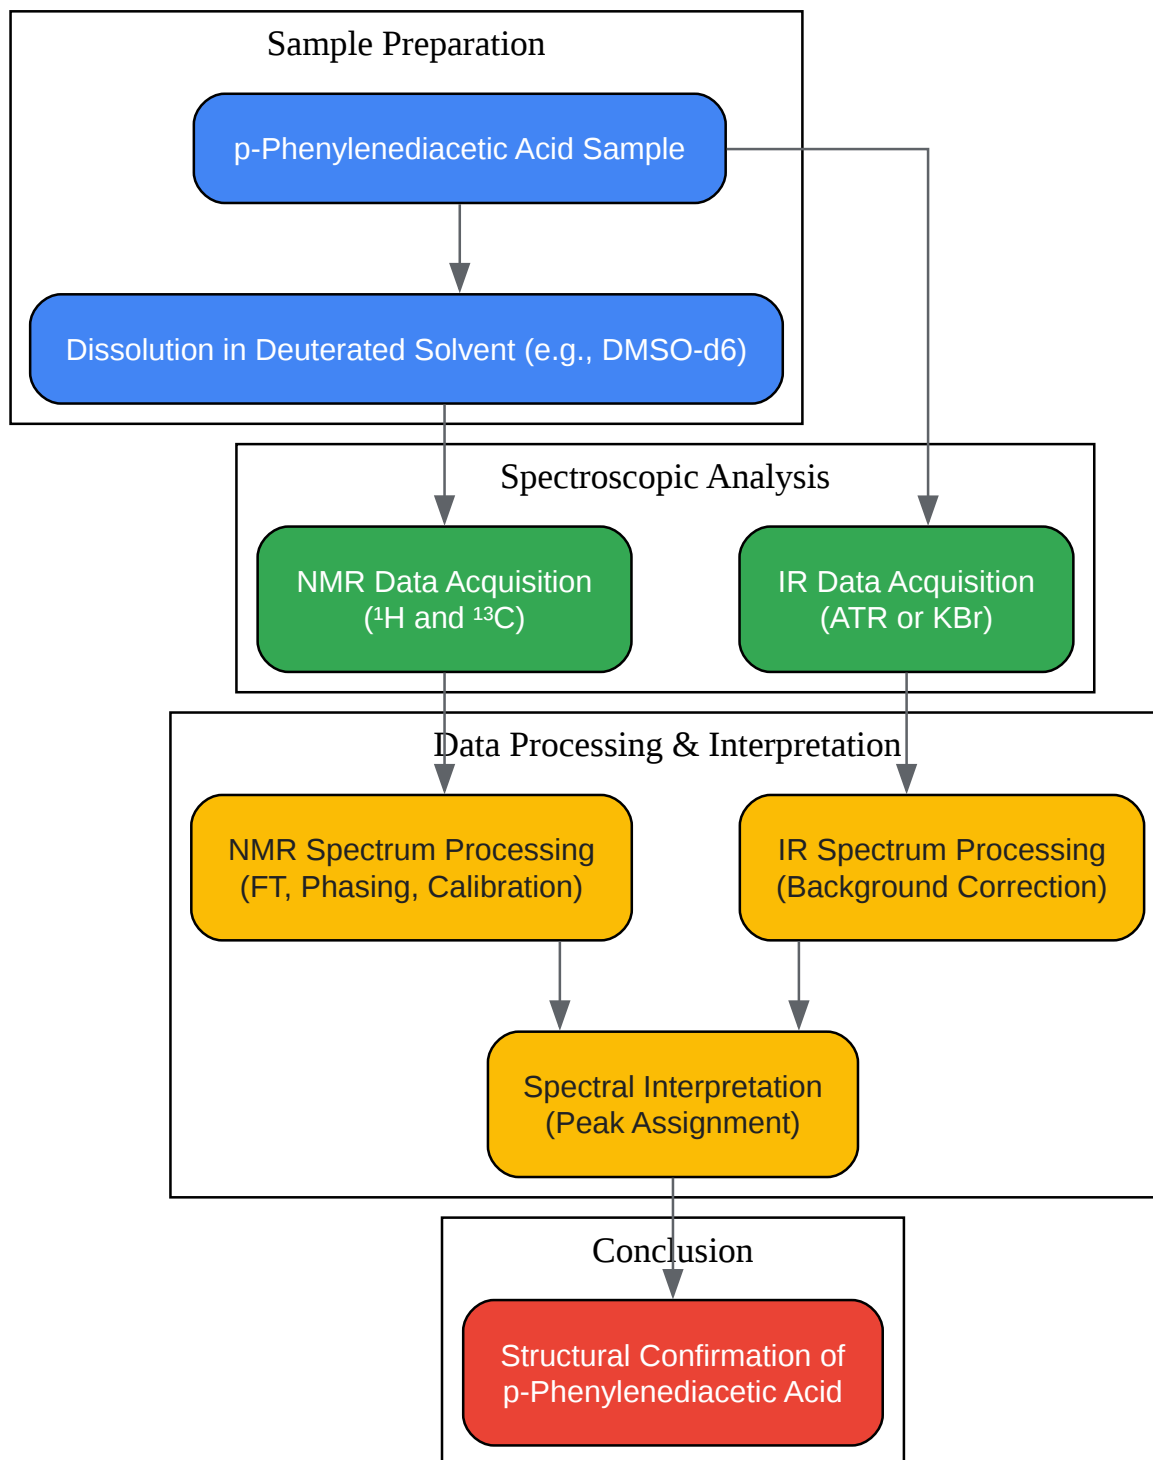 Sample Preparation
p-Phenylenediacetic Acid Sample
Dissolution in Deuterated Solvent (e.g., DMSO-d6)
Spectroscopic Analysis
NMR Data Acquisition
(¹H and ¹³C)
IR Data Acquisition
(ATR or KBr)
Data Processing & Interpretation
NMR Spectrum Processing
(FT, Phasing, Calibration)
IR Spectrum Processing
(Background Correction)
Spectral Interpretation
(Peak Assignment)
Conclusion
Structural Confirmation of
p-Phenylenediacetic Acid